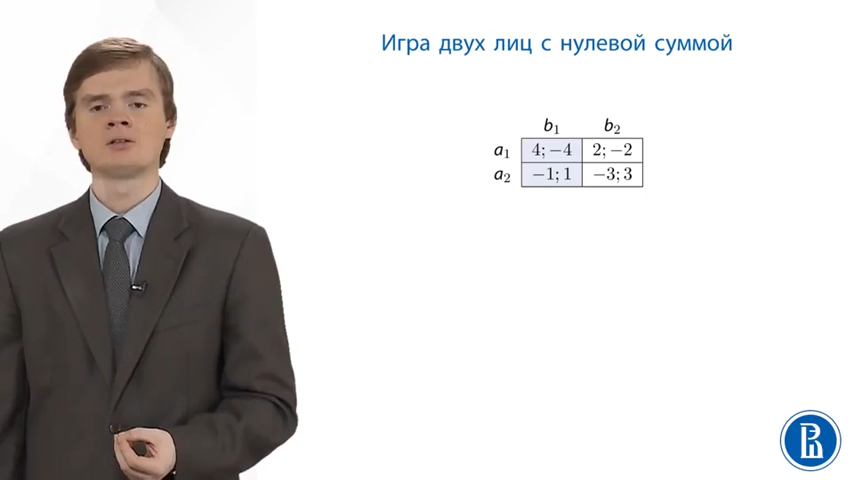 Игра двух лиц с нулевой суммой
b₁ b₂
a₁ 4; −4 2; −2
a₂ −1; 1 −3; 3